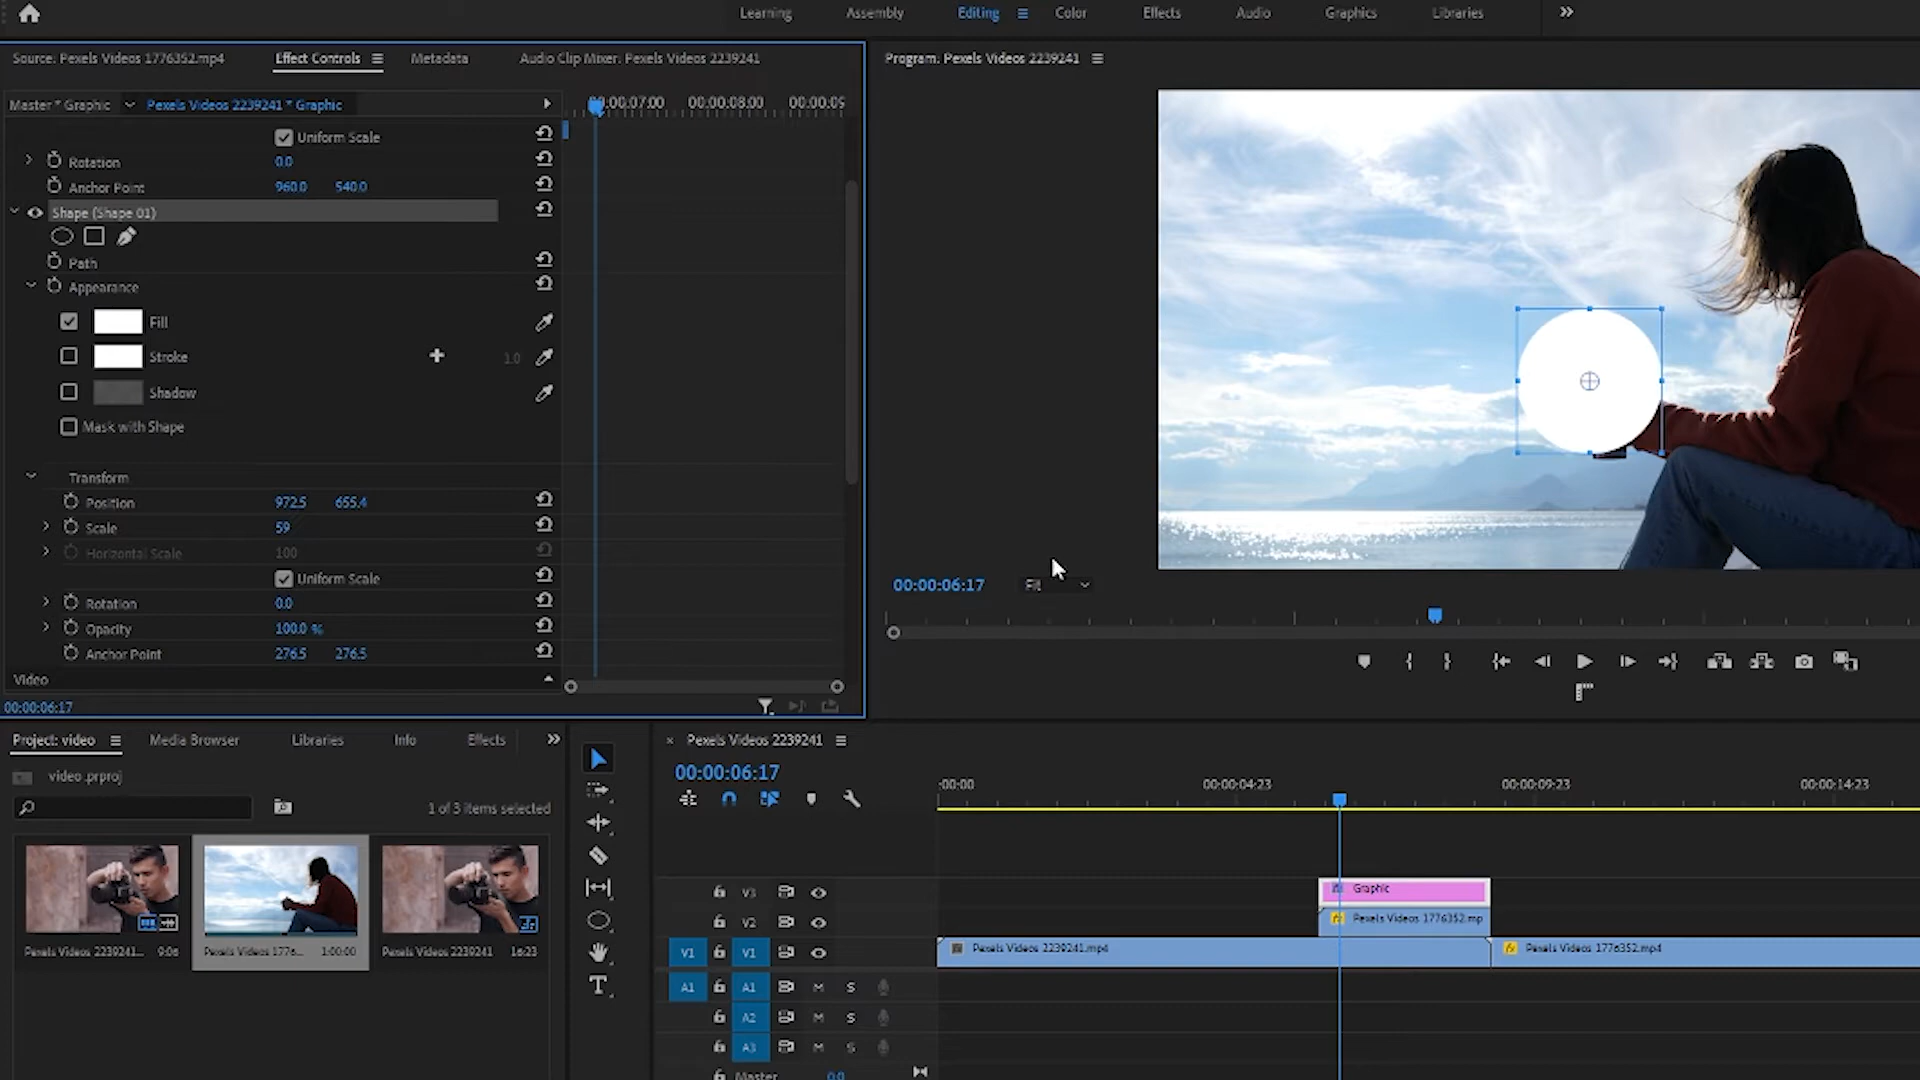 Learning Assembly Editing Color Effects Audio Graphics Libraries
Source: Pexels Videos 1776352.mp4 Effect Controls Metadata Audio Clip Mixer: Pexels Videos 2239241
Program: Pexels Videos 2239241
Master * Graphic Pexels Videos 2239241 * Graphic
00:00:07:00 00:00:08:00 00:00:09
Uniform Scale
Rotation 0.0
Anchor Point 960.0 540.0
Shape (Shape 01)
Path
Appearance
Fill
Stroke 1.0
Shadow
Mask with Shape
Transform
Position 972.5 655.4
Scale 59
Horizontal Scale 100
Uniform Scale
Rotation 0.0
Opacity 100.0 %
Anchor Point 276.5 276.5
Video
00:00:06:17
00:00:06:17 Fit
Project: video Media Browser Libraries Info Effects
video.prproj
1 of 3 items selected
Pexels Videos 2239241... 9:06
Pexels Videos 1776... 1:00:00
Pexels Videos 2239241 16:23
Pexels Videos 2239241
00:00:06:17
:00:00 00:00:04:23 00:00:09:23 00:00:14:23
V3 Graphic
V2 Pexels Videos 1776352.mp
V1 V1 Pexels Videos 2239241.mp4 Pexels Videos 1776352.mp4
A1 A1 M S
A2 M S
A3 M S
Master 0.0
T